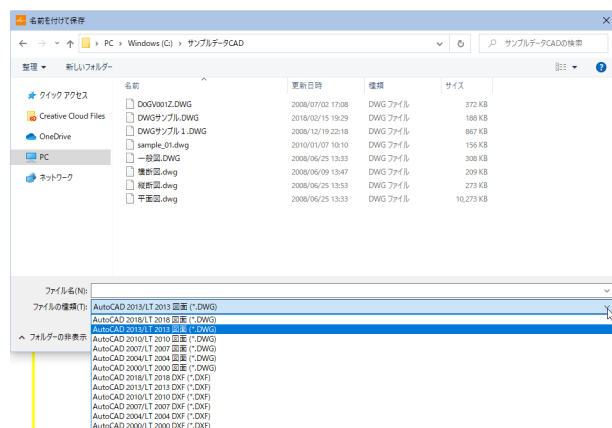 名前を付けて保存
PC › Windows (C:) › サンプルデータCAD
サンプルデータCADの検索
整理 新しいフォルダー
クイック アクセス
Creative Cloud Files
OneDrive
PC
ネットワーク
名前 更新日時 種類 サイズ
D0GV001Z.DWG 2008/07/02 17:08 DWG ファイル 372 KB
DWGサンプル.DWG 2018/02/15 19:29 DWG ファイル 188 KB
DWGサンプル 1.DWG 2008/12/19 22:18 DWG ファイル 867 KB
sample_01.dwg 2010/01/07 10:10 DWG ファイル 156 KB
一般図.DWG 2008/06/25 13:33 DWG ファイル 308 KB
横断図.dwg 2008/06/09 13:47 DWG ファイル 209 KB
縦断図.dwg 2008/06/25 13:53 DWG ファイル 273 KB
平面図.dwg 2008/06/25 13:33 DWG ファイル 10,273 KB
ファイル名(N):
ファイルの種類(T): AutoCAD 2013/LT 2013 図面 (*.DWG)
AutoCAD 2018/LT 2018 図面 (*.DWG)
AutoCAD 2013/LT 2013 図面 (*.DWG)
AutoCAD 2010/LT 2010 図面 (*.DWG)
AutoCAD 2007/LT 2007 図面 (*.DWG)
AutoCAD 2004/LT 2004 図面 (*.DWG)
AutoCAD 2000/LT 2000 図面 (*.DWG)
AutoCAD 2018/LT 2018 DXF (*.DXF)
AutoCAD 2013/LT 2013 DXF (*.DXF)
AutoCAD 2010/LT 2010 DXF (*.DXF)
AutoCAD 2007/LT 2007 DXF (*.DXF)
AutoCAD 2004/LT 2004 DXF (*.DXF)
AutoCAD 2000/LT 2000 DXF (*.DXF)
フォルダーの非表示